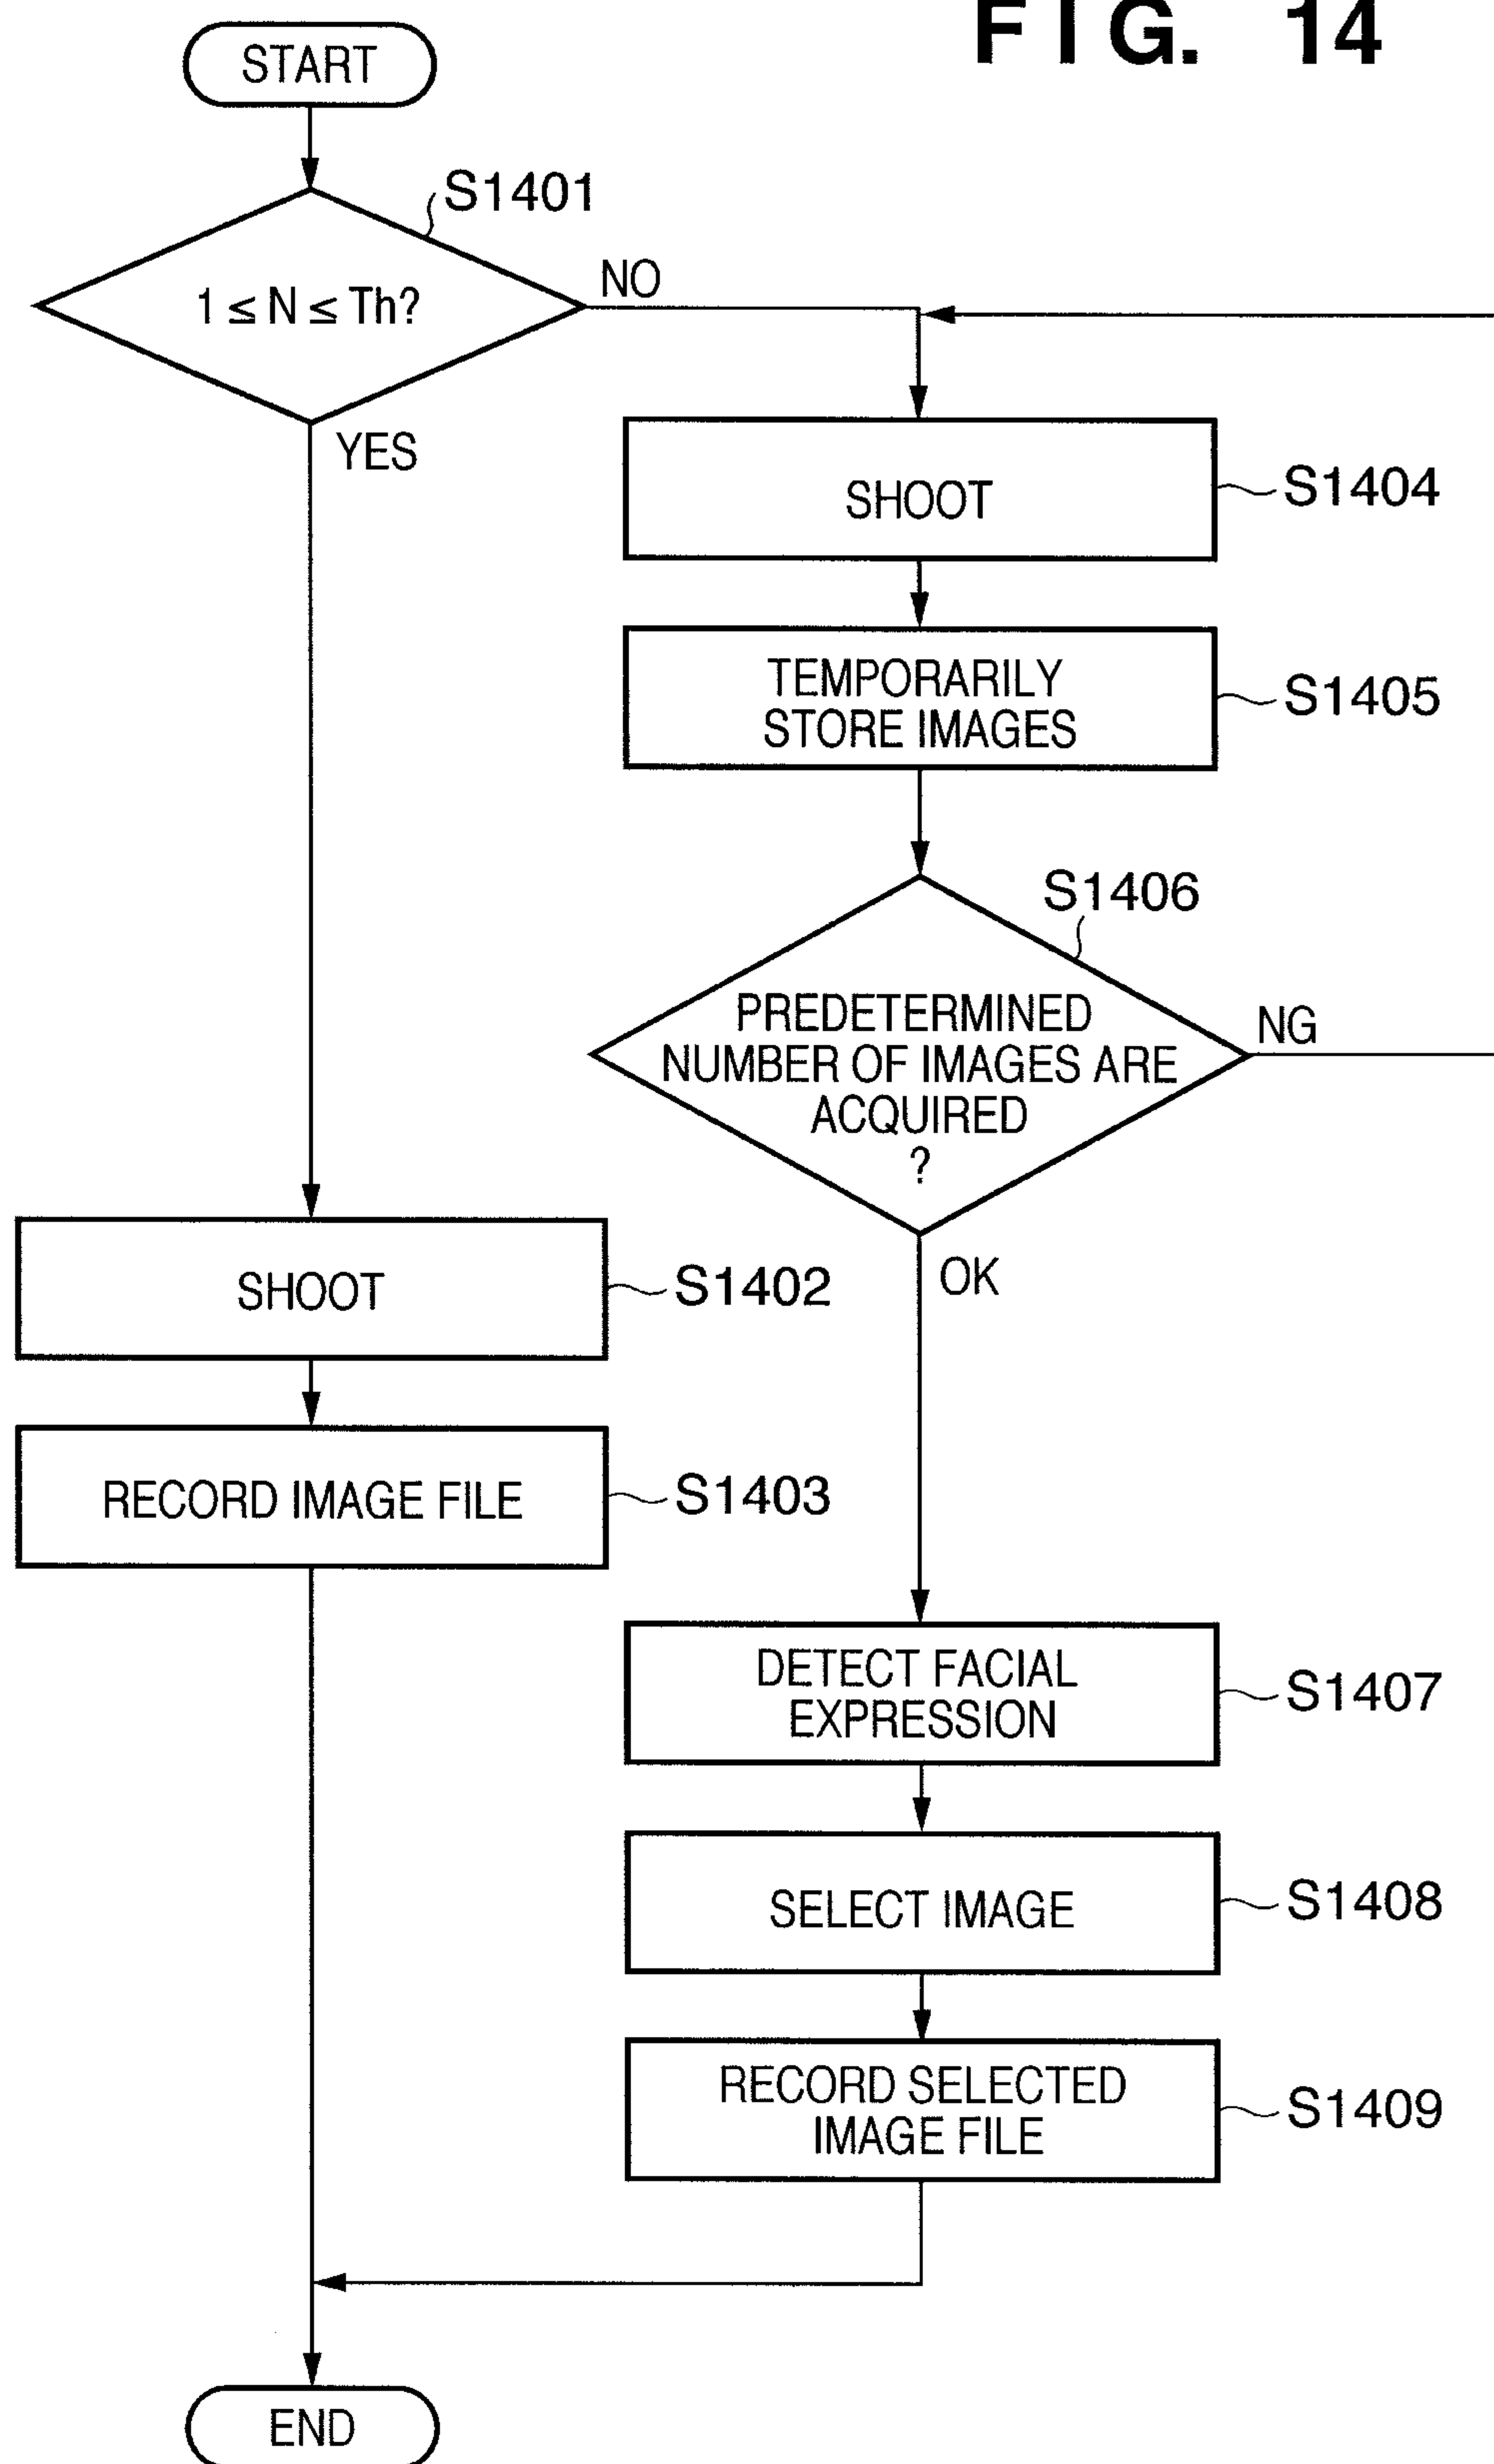 FIG. 14
START
S1401
1 ≤ N ≤ Th?
NO
YES
SHOOT
S1404
TEMPORARILY
STORE IMAGES
S1405
S1406
PREDETERMINED
NUMBER OF IMAGES ARE
ACQUIRED
?
NG
OK
SHOOT
S1402
RECORD IMAGE FILE
S1403
DETECT FACIAL
EXPRESSION
S1407
SELECT IMAGE
S1408
RECORD SELECTED
IMAGE FILE
S1409
END